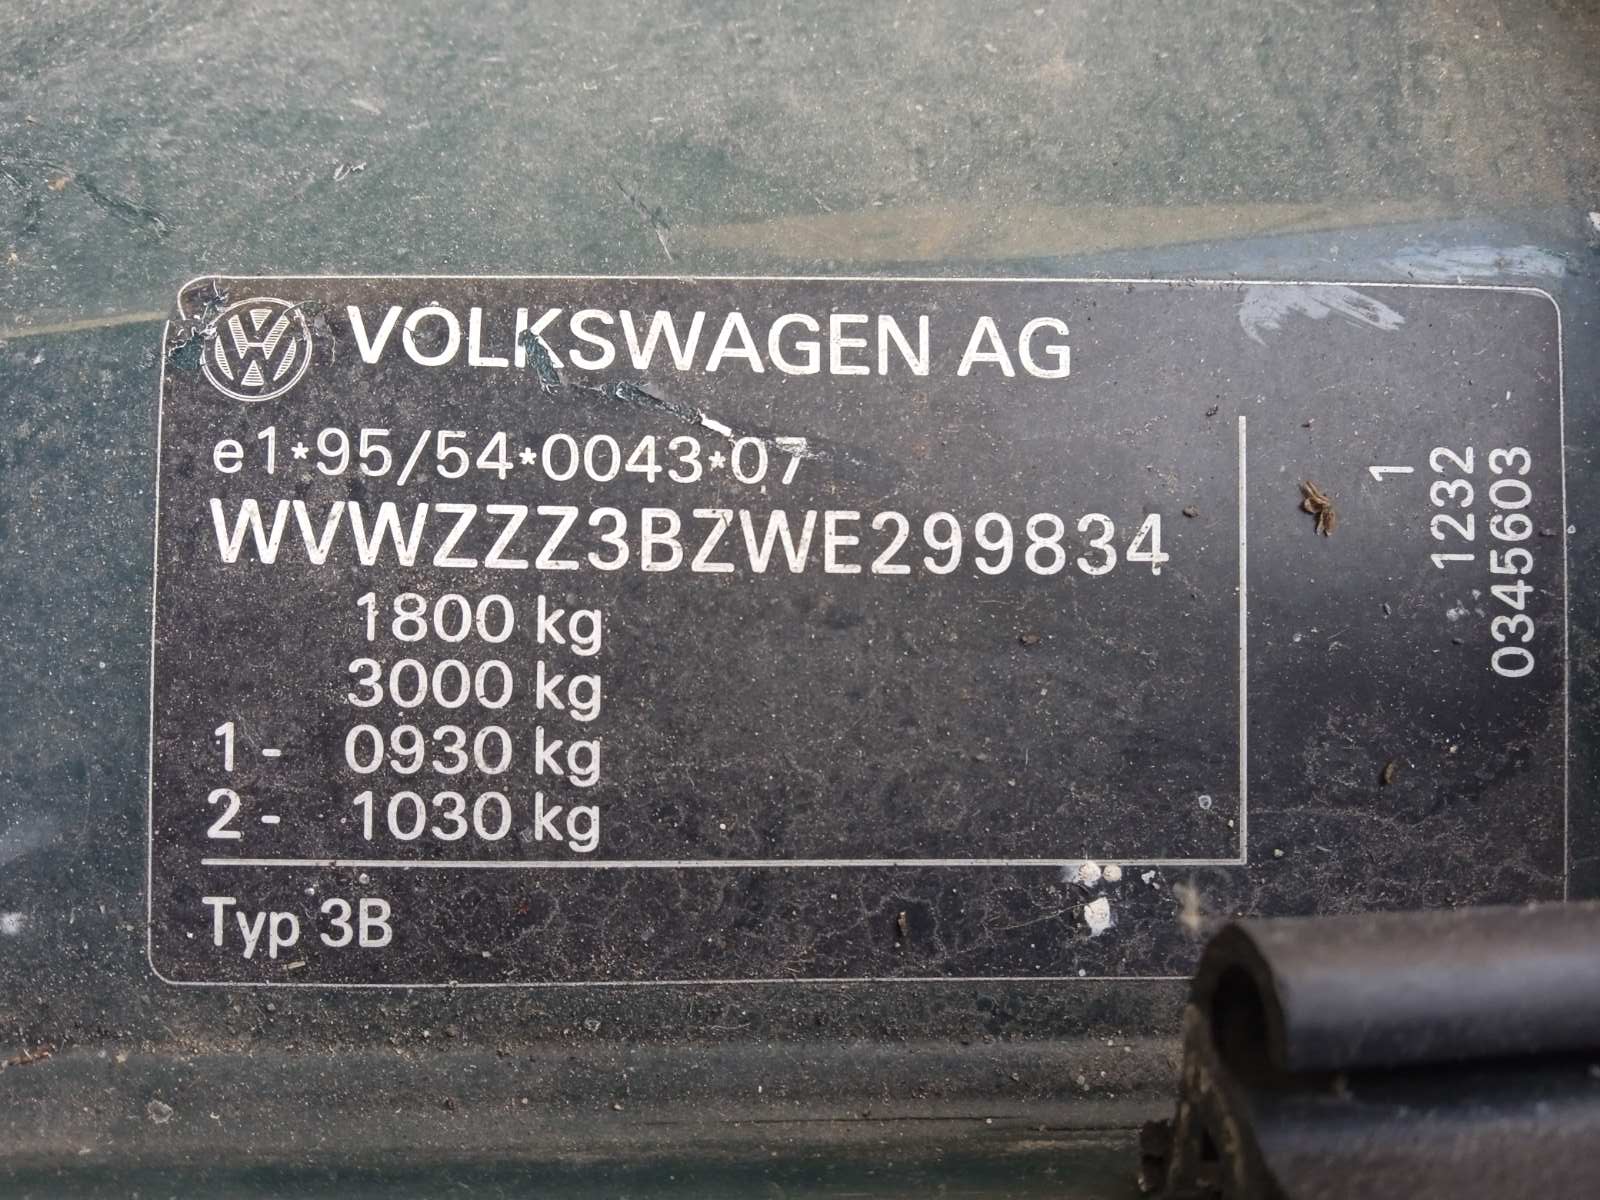 VOLKSWAGEN AG
e1*95/54*0043*07
WVWZZZ3BZWE299834
1800 kg
3000 kg
1- 0930 kg
2- 1030 kg
Typ 3B
1
1232
0345603